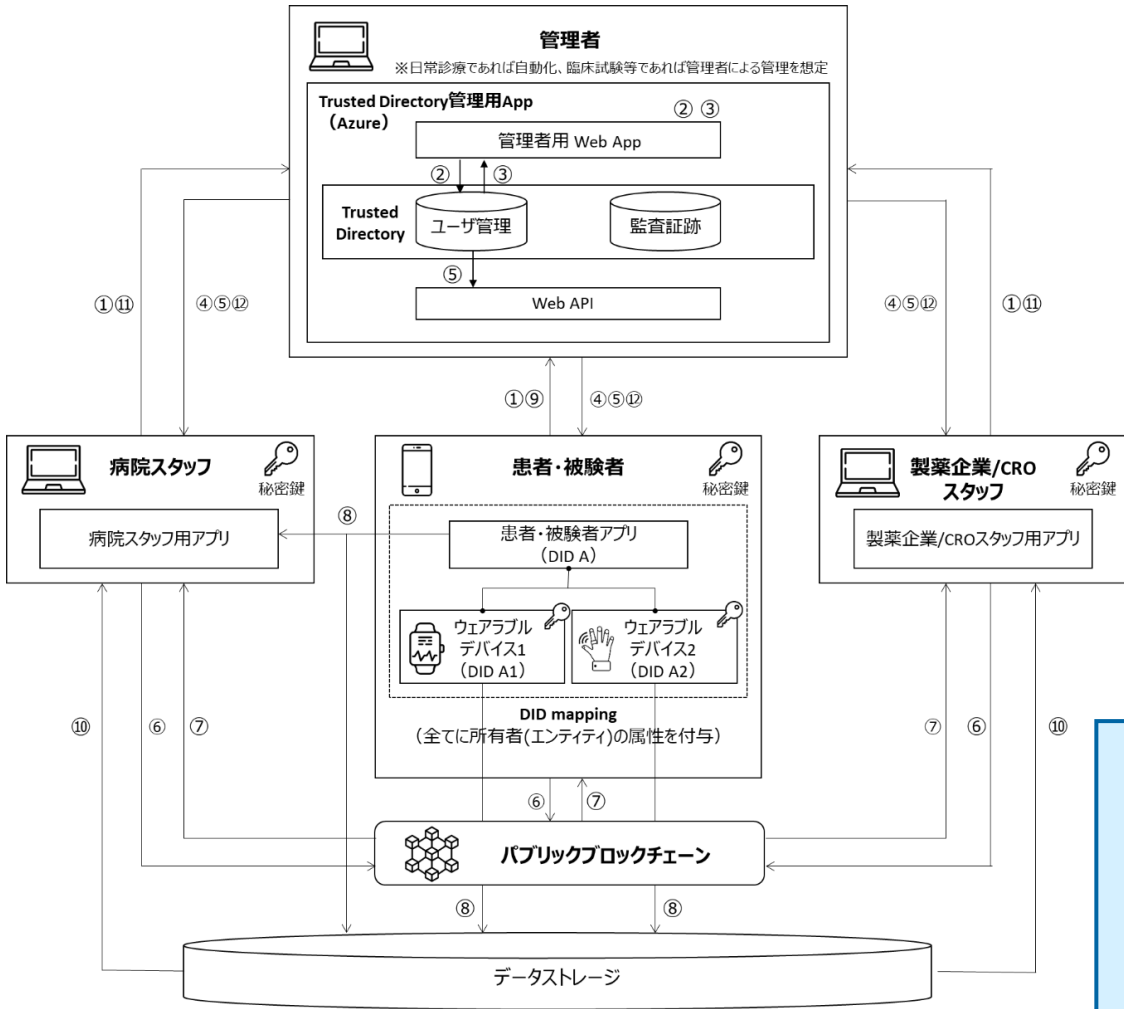 管理者
※日常診療であれば自動化、臨床試験等であれば管理者による管理を想定
Trusted Directory管理用App
(Azure)
② ③
管理者用 Web App
② ③
Trusted
Directory
ユーザ管理
監査証跡
⑤
Web API
①⑪
④⑤⑫
④⑤⑫
①⑪
①⑨
④⑤⑫
病院スタッフ
秘密鍵
病院スタッフ用アプリ
⑧
患者・被験者
秘密鍵
患者・被験者アプリ
(DID A)
ウェアラブル
デバイス1
(DID A1)
ウェアラブル
デバイス2
(DID A2)
DID mapping
(全てに所有者(エンティティ)の属性を付与)
製薬企業/CRO
スタッフ
秘密鍵
製薬企業/CROスタッフ用アプリ
⑩
⑥
⑦
⑥
⑦
⑦
⑥
⑩
パブリックブロックチェーン
⑧
⑧
データストレージ